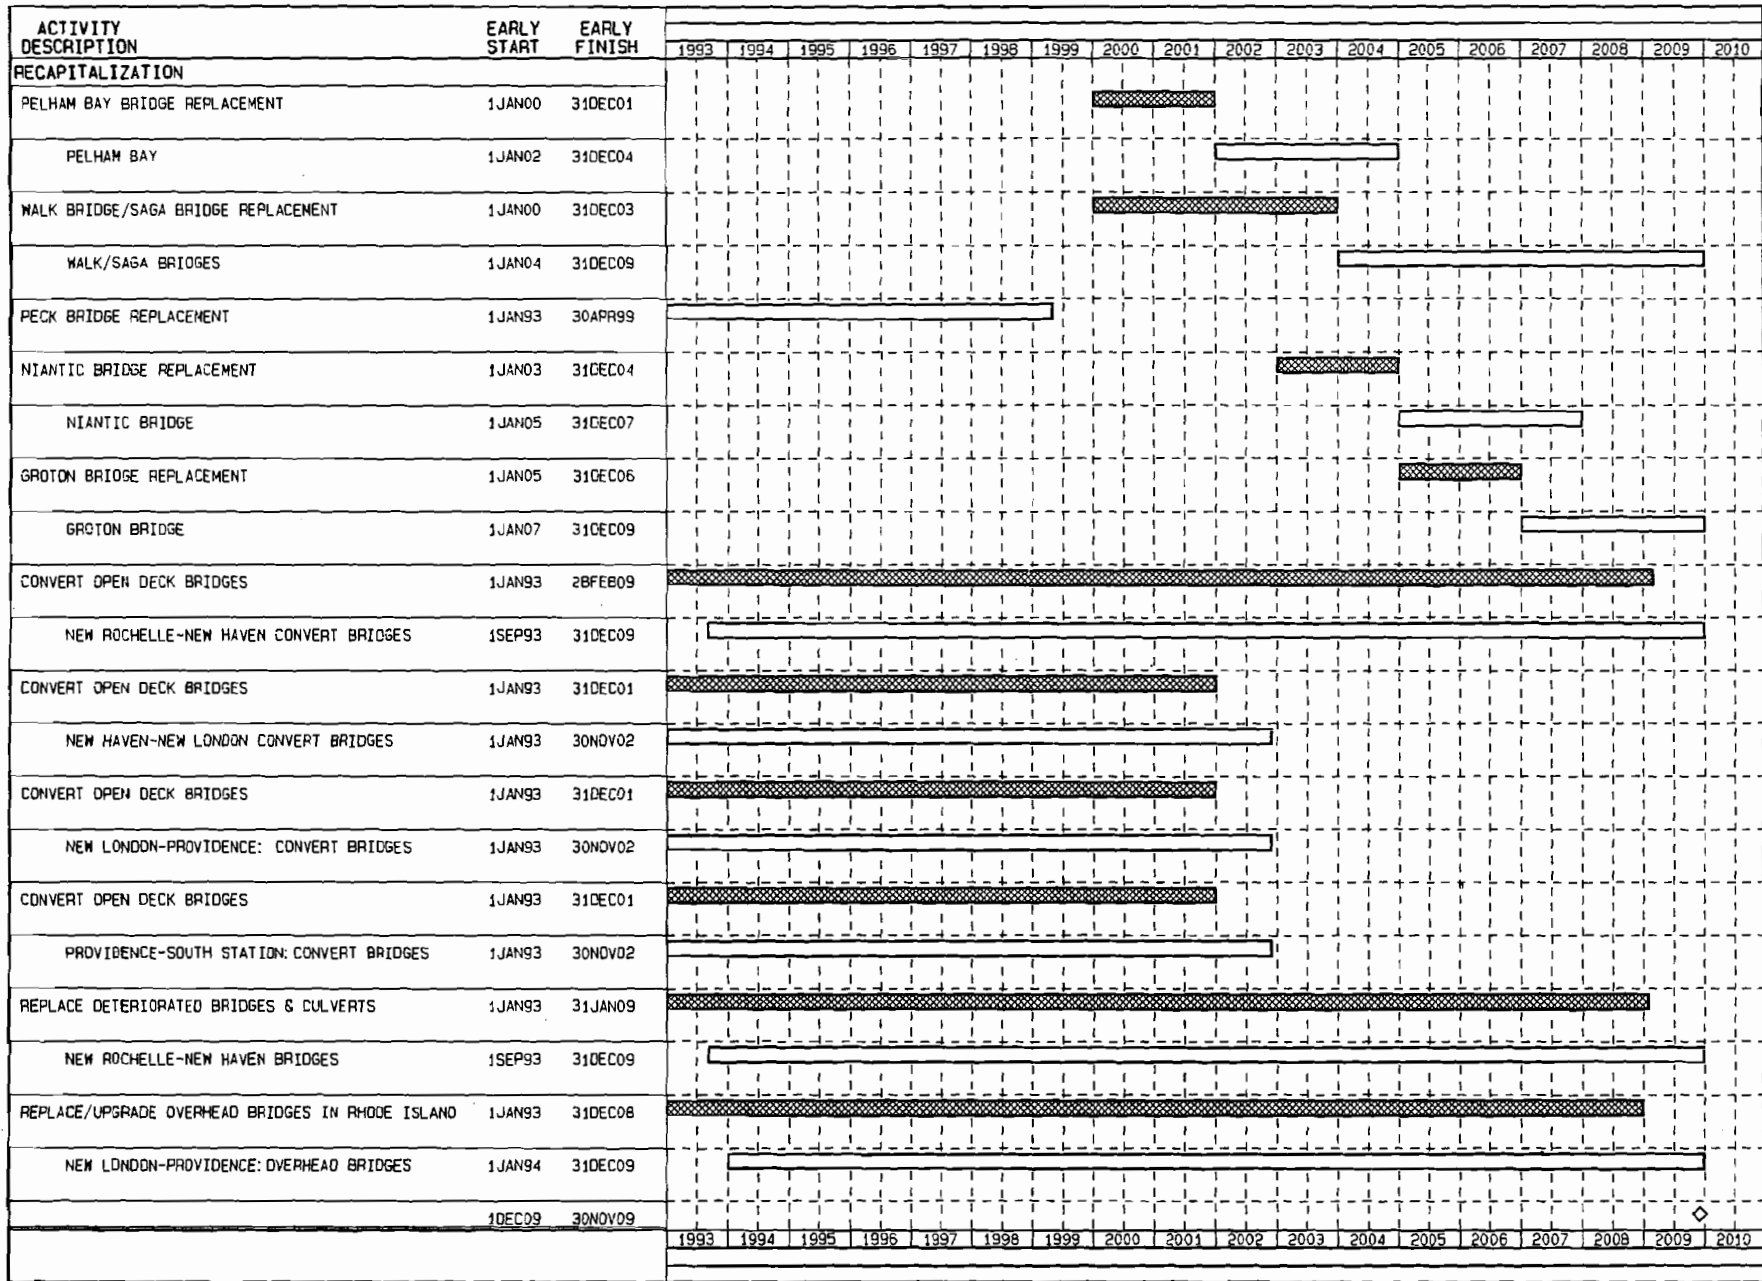 ACTIVITY DESCRIPTION EARLY START EARLY FINISH
1993 1994 1995 1996 1997 1998 1999 2000 2001 2002 2003 2004 2005 2006 2007 2008 2009 2010
RECAPITALIZATION
PELHAM BAY BRIDGE REPLACEMENT 1JAN00 31DEC01
PELHAM BAY 1JAN02 31DEC04
WALK BRIDGE/SAGA BRIDGE REPLACEMENT 1JAN00 31DEC03
WALK/SAGA BRIDGES 1JAN04 31DEC09
PECK BRIDGE REPLACEMENT 1JAN93 30APR99
NIANTIC BRIDGE REPLACEMENT 1JAN03 31DEC04
NIANTIC BRIDGE 1JAN05 31DEC07
GROTON BRIDGE REPLACEMENT 1JAN05 31DEC06
GROTON BRIDGE 1JAN07 31DEC09
CONVERT OPEN DECK BRIDGES 1JAN93 28FEB09
NEW ROCHELLE-NEW HAVEN CONVERT BRIDGES 1SEP93 31DEC09
CONVERT OPEN DECK BRIDGES 1JAN93 31DEC01
NEW HAVEN-NEW LONDON CONVERT BRIDGES 1JAN93 30NOV02
CONVERT OPEN DECK BRIDGES 1JAN93 31DEC01
NEW LONDON-PROVIDENCE: CONVERT BRIDGES 1JAN93 30NOV02
CONVERT OPEN DECK BRIDGES 1JAN93 31DEC01
PROVIDENCE-SOUTH STATION: CONVERT BRIDGES 1JAN93 30NOV02
REPLACE DETERIORATED BRIDGES & CULVERTS 1JAN93 31JAN09
NEW ROCHELLE-NEW HAVEN BRIDGES 1SEP93 31DEC09
REPLACE/UPGRADE OVERHEAD BRIDGES IN RHODE ISLAND 1JAN93 31DEC08
NEW LONDON-PROVIDENCE: OVERHEAD BRIDGES 1JAN94 31DEC09
1DEC09 30NOV09
1993 1994 1995 1996 1997 1998 1999 2000 2001 2002 2003 2004 2005 2006 2007 2008 2009 2010